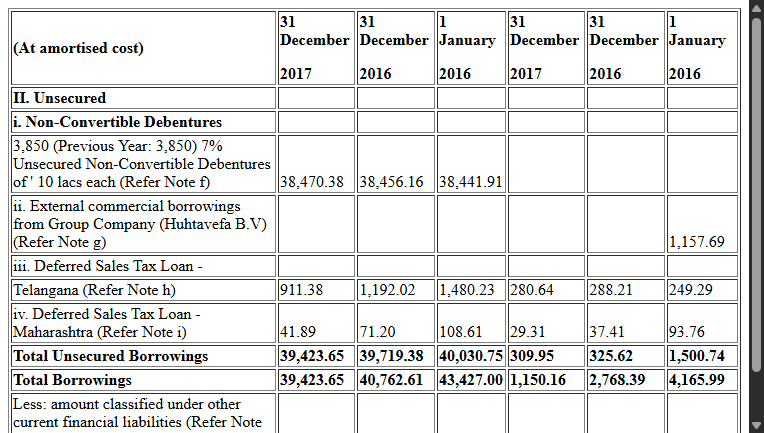 (At amortised cost) 31 December 2017 31 December 2016 1 January 2016 31 December 2017 31 December 2016 1 January 2016
II. Unsecured
i. Non-Convertible Debentures
3,850 (Previous Year: 3,850) 7%
Unsecured Non-Convertible Debentures
of ' 10 lacs each (Refer Note f) 38,470.38 38,456.16 38,441.91
ii. External commercial borrowings
from Group Company (Huhtavefa B.V)
(Refer Note g) 1,157.69
iii. Deferred Sales Tax Loan -
Telangana (Refer Note h) 911.38 1,192.02 1,480.23 280.64 288.21 249.29
iv. Deferred Sales Tax Loan -
Maharashtra (Refer Note i) 41.89 71.20 108.61 29.31 37.41 93.76
Total Unsecured Borrowings 39,423.65 39,719.38 40,030.75 309.95 325.62 1,500.74
Total Borrowings 39,423.65 40,762.61 43,427.00 1,150.16 2,768.39 4,165.99
Less: amount classified under other
current financial liabilities (Refer Note